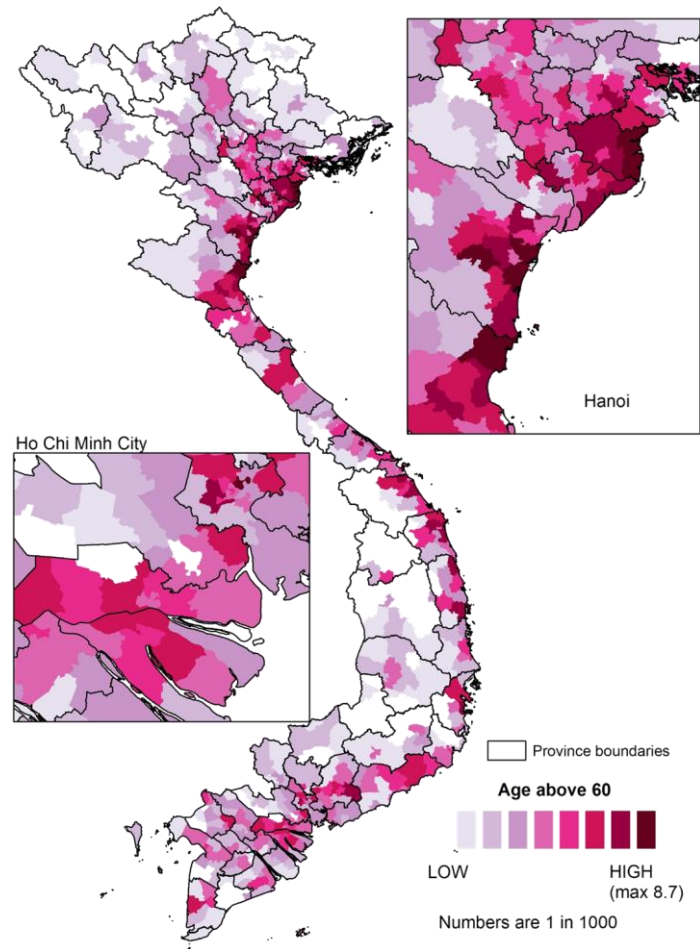 Hanoi
Ho Chi Minh City
Province boundaries
Age above 60
LOW
HIGH
(max 8.7)
Numbers are 1 in 1000